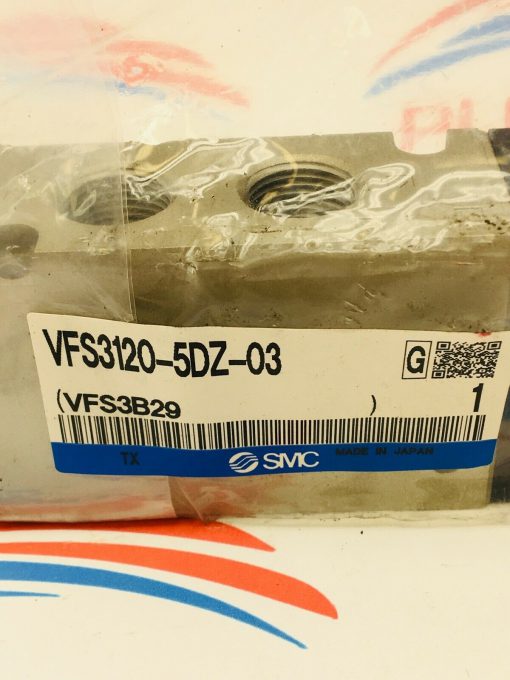 VFS3120-5DZ-03
G
(VFS3B29 )
1
TX
SMC
MADE IN JAPAN